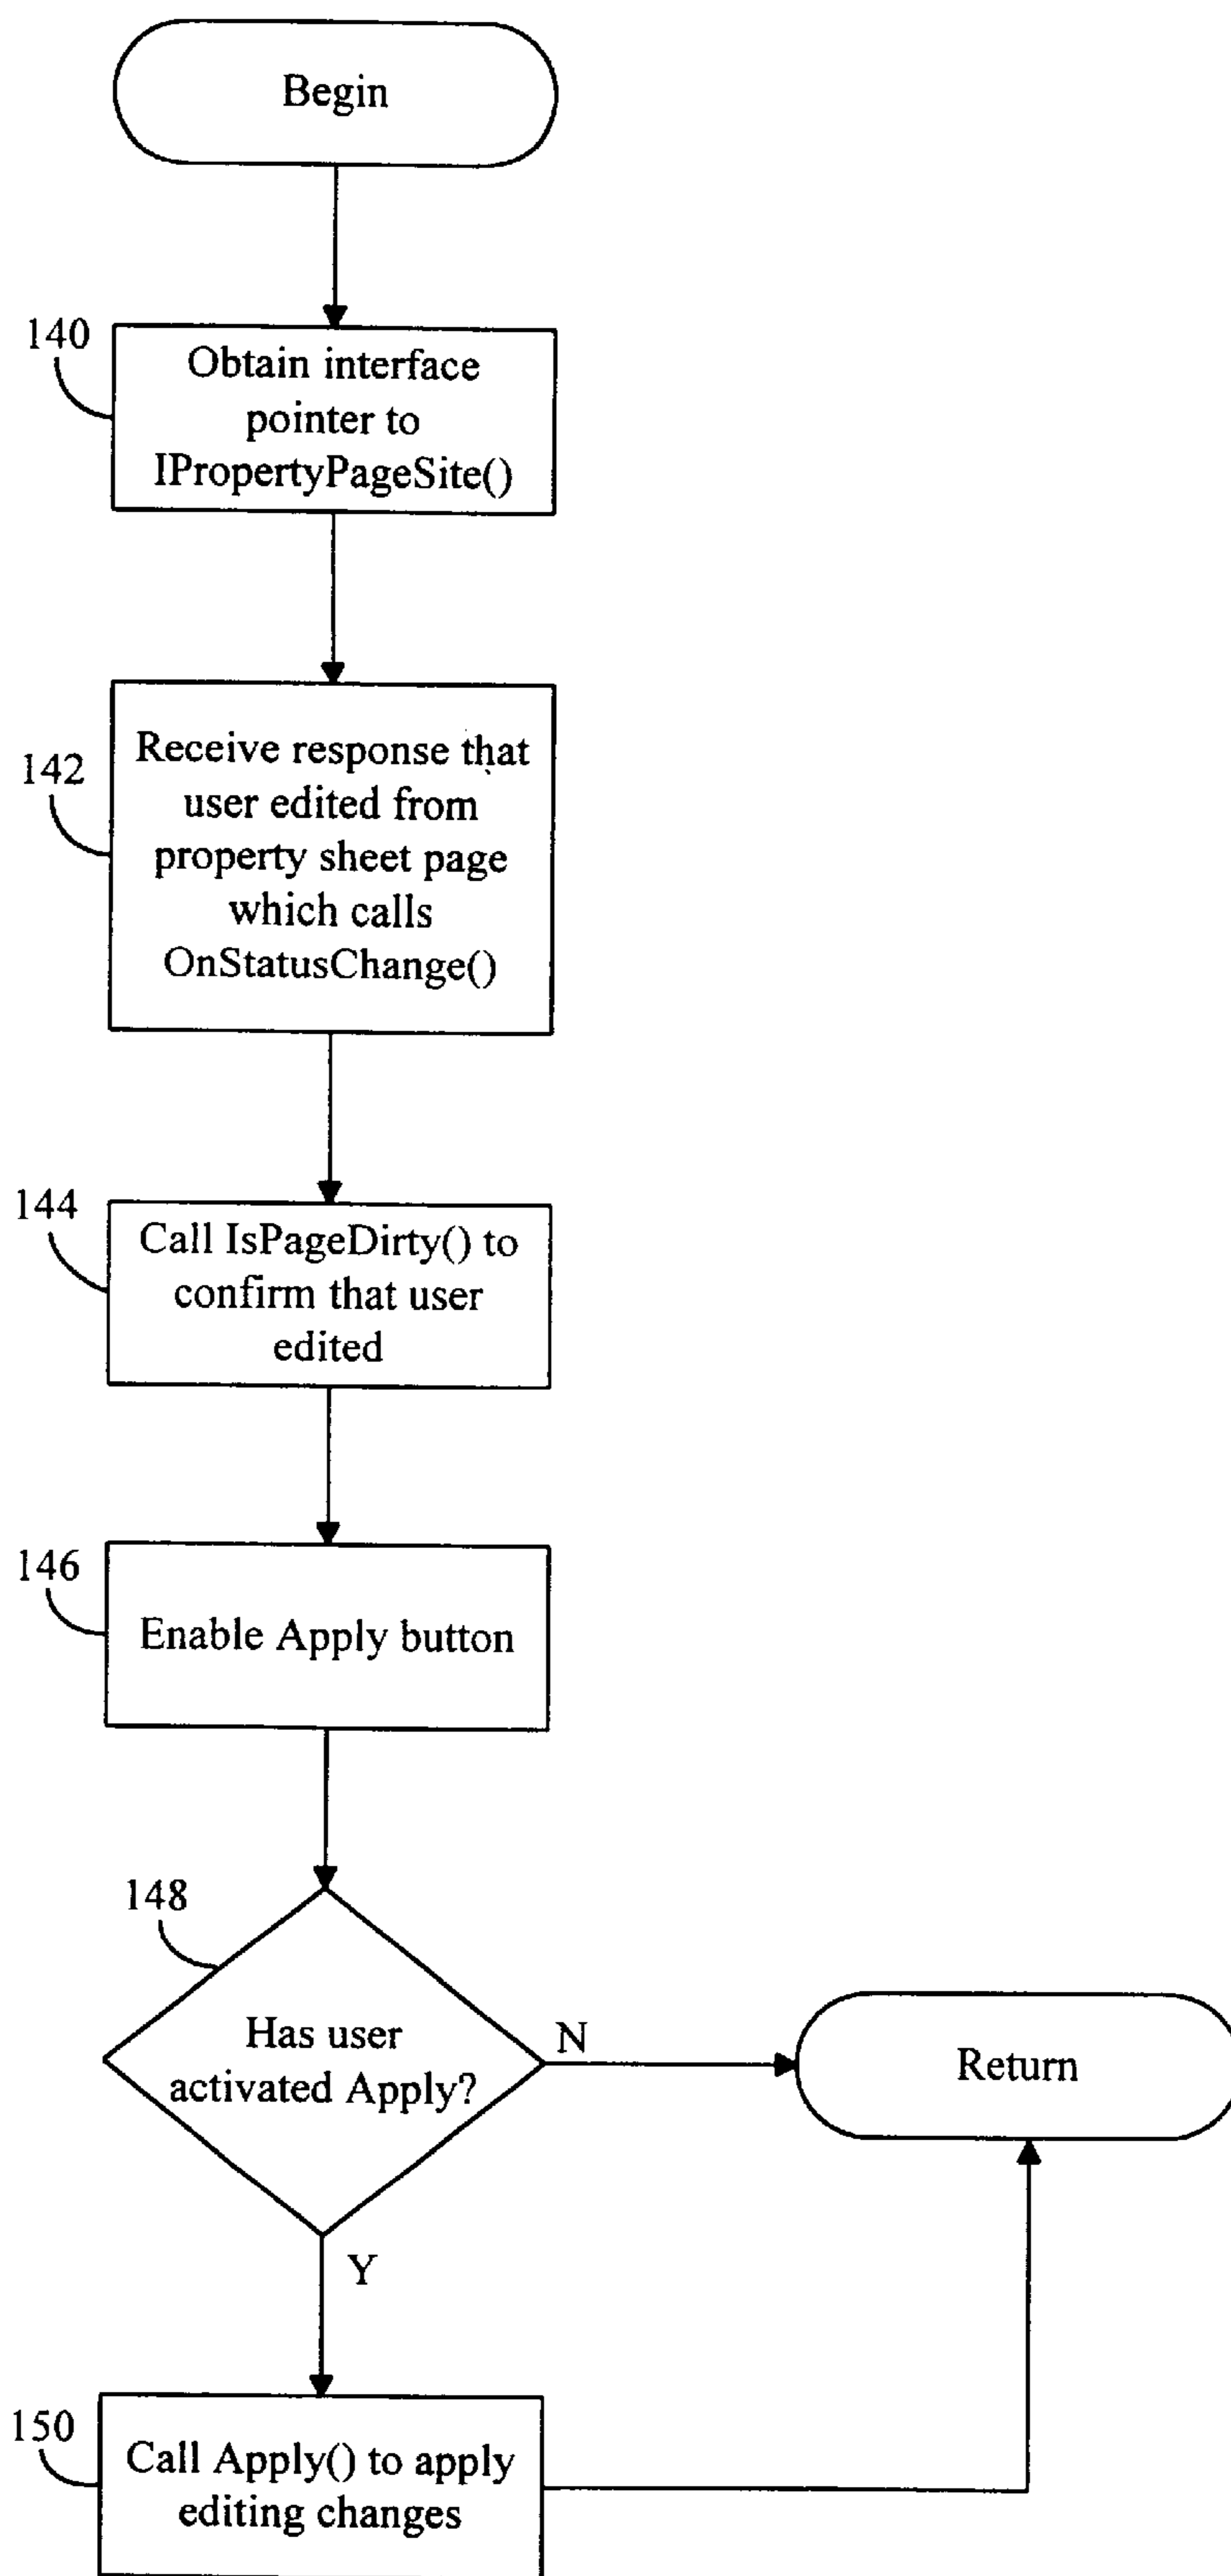 Begin
140
Obtain interface
pointer to
IPropertyPageSite()
142
Receive response that
user edited from
property sheet page
which calls
OnStatusChange()
144
Call IsPageDirty() to
confirm that user
edited
146
Enable Apply button
148
Has user
activated Apply?
N
Return
Y
150
Call Apply() to apply
editing changes